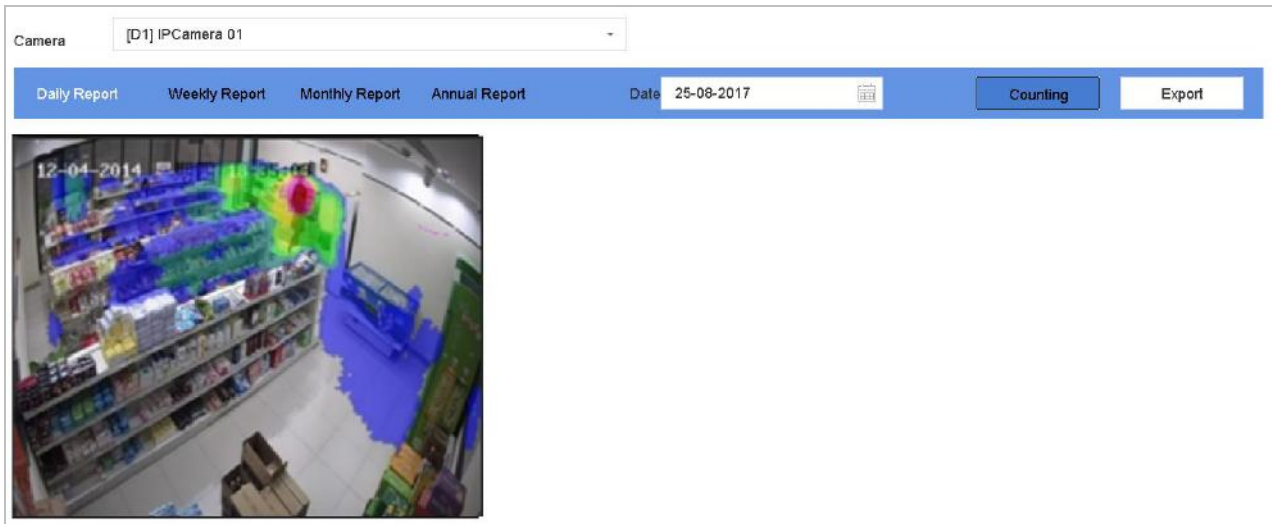 Camera [D1] IPCamera 01
Daily Report Weekly Report Monthly Report Annual Report Date 25-08-2017 Counting Export
12-04-2014